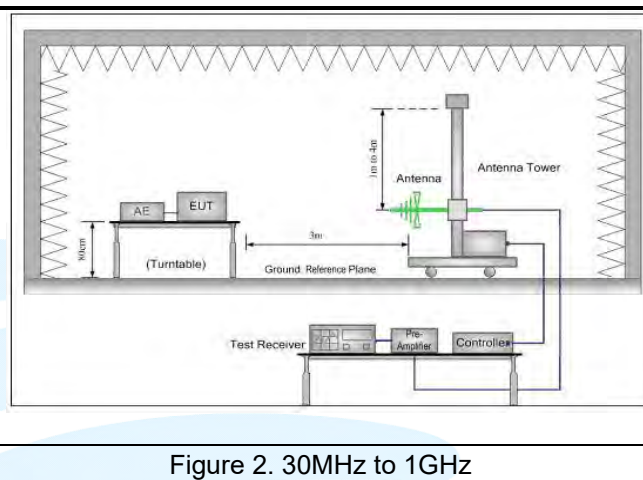 1m to 4m
Antenna
Antenna Tower
AE
EUT
80cm
(Turntable)
3m
Ground Reference Plane
Test Receiver
Pre-
Amplifier
Controller
Figure 2. 30MHz to 1GHz